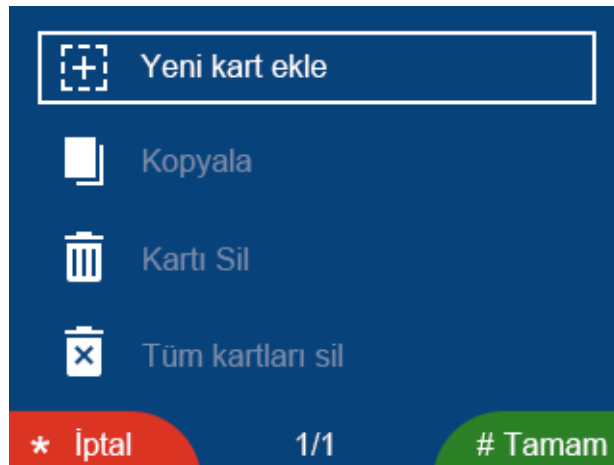 Yeni kart ekle
Kopyala
Kartı Sil
Tüm kartları sil
* İptal 1/1 # Tamam